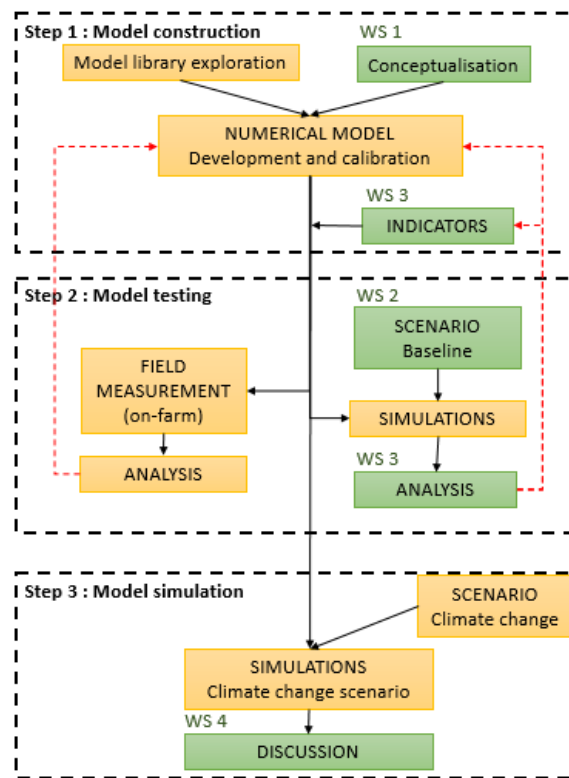 Step 1 : Model construction
WS 1
Model library exploration
Conceptualisation
NUMERICAL MODEL
Development and calibration
WS 3
INDICATORS
Step 2 : Model testing
WS 2
SCENARIO
Baseline
FIELD
MEASUREMENT
(on-farm)
SIMULATIONS
WS 3
ANALYSIS
ANALYSIS
Step 3 : Model simulation
SCENARIO
Climate change
SIMULATIONS
Climate change scenario
WS 4
DISCUSSION